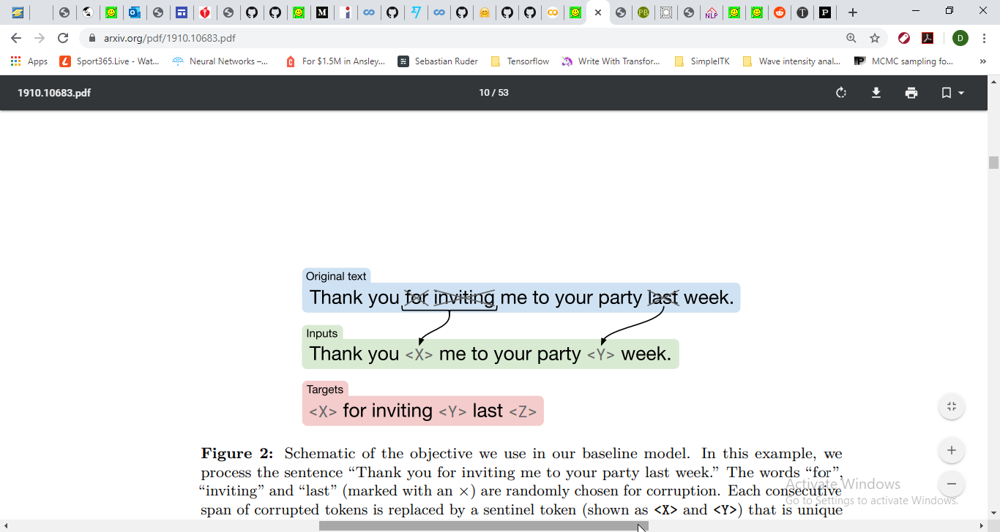 M
PB
NLP
T
P
arxiv.org/pdf/1910.10683.pdf
D
Apps
Sport365.Live - Wat...
Neural Networks –...
For $1.5M in Ansley...
Sebastian Ruder
Tensorflow
Write With Transfor...
SimpleITK
Wave intensity anal...
MCMC sampling fo...
»
1910.10683.pdf
10 / 53
Original text
Thank you for inviting me to your party last week.
Inputs
Thank you <X> me to your party <Y> week.
Targets
<X> for inviting <Y> last <Z>
Figure 2: Schematic of the objective we use in our baseline model. In this example, we
process the sentence “Thank you for inviting me to your party last week.” The words “for”,
“inviting” and “last” (marked with an ×) are randomly chosen for corruption. Each consecutive
span of corrupted tokens is replaced by a sentinel token (shown as <X> and <Y>) that is unique
Activate Windows
Go to Settings to activate Windows.